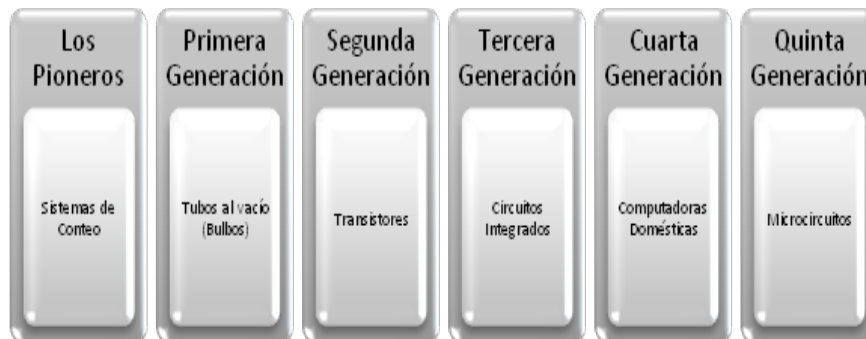 Los
Pioneros
Sistemas de
Conteo
Primera
Generación
Tubos al vacío
(Bulbos)
Segunda
Generación
Transistores
Tercera
Generación
Circuitos
Integrados
Cuarta
Generación
Computadoras
Domésticas
Quinta
Generación
Microcircuitos